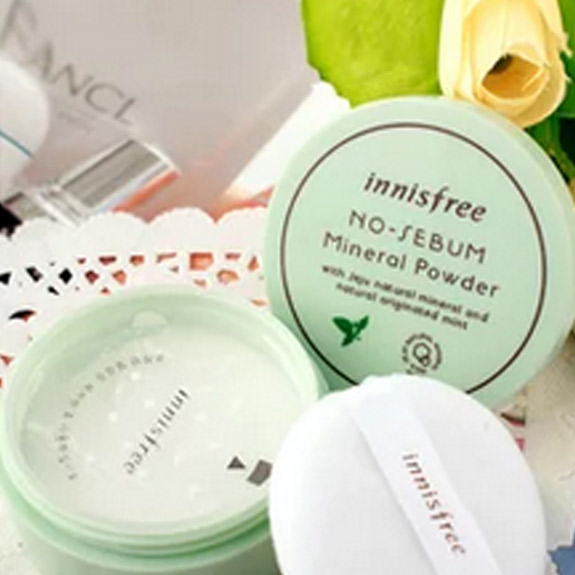 FANCL
innisfree
NO-SEBUM
Mineral Powder
with Jeju natural mineral and
natural originated mint
innisfree
innisfree